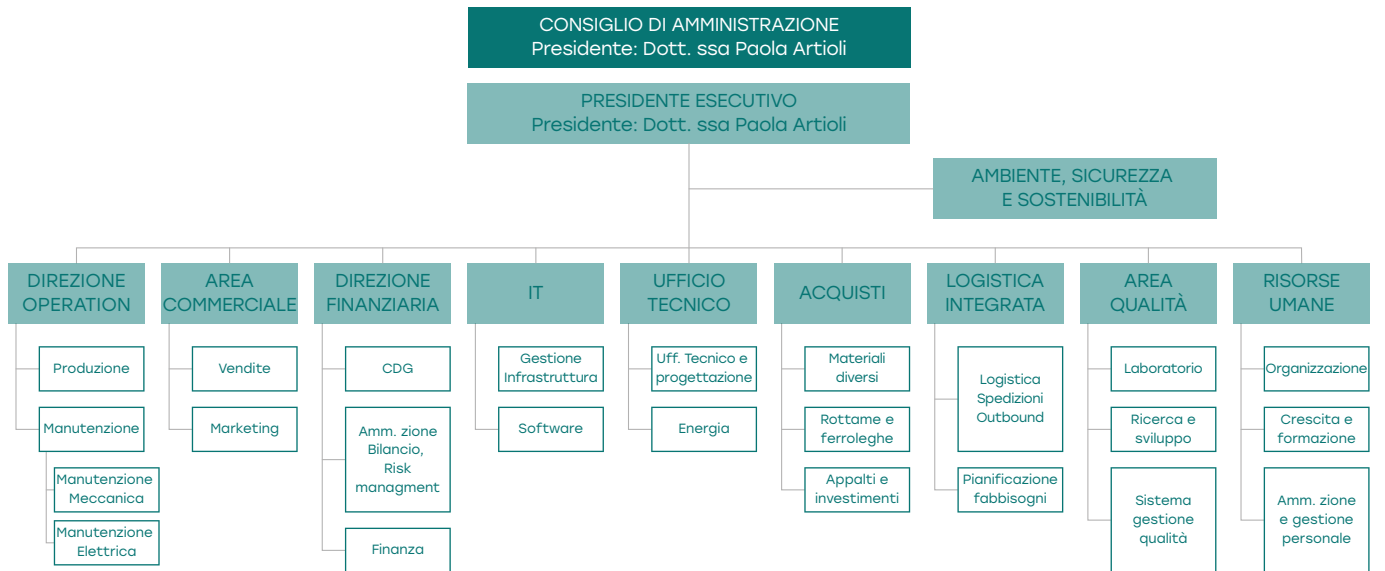 CONSIGLIO DI AMMINISTRAZIONE
Presidente: Dott. ssa Paola Artioli
PRESIDENTE ESECUTIVO
Presidente: Dott. ssa Paola Artioli
AMBIENTE, SICUREZZA
E SOSTENIBILITÀ
DIREZIONE
OPERATION
Produzione
Manutenzione
Manutenzione
Meccanica
Manutenzione
Elettrica
AREA
COMMERCIALE
Vendite
Marketing
DIREZIONE
FINANZIARIA
CDG
Amm. zione
Bilancio,
Risk
managment
Finanza
IT
Gestione
Infrastruttura
Software
UFFICIO
TECNICO
Uff. Tecnico e
progettazione
Energia
ACQUISTI
Materiali
diversi
Rottame e
ferroleghe
Appalti e
investimenti
LOGISTICA
INTEGRATA
Logistica
Spedizioni
Outbound
Pianificazione
fabbisogni
AREA
QUALITÀ
Laboratorio
Ricerca e
sviluppo
Sistema
gestione
qualità
RISORSE
UMANE
Organizzazione
Crescita e
formazione
Amm. zione
e gestione
personale